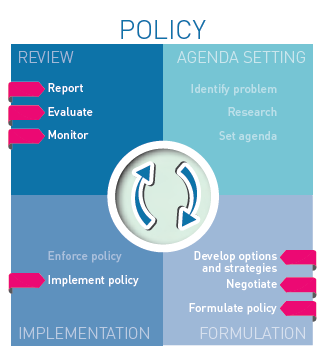 POLICY
REVIEW
Report
Evaluate
Monitor
AGENDA SETTING
Identify problem
Research
Set agenda
Enforce policy
Implement policy
IMPLEMENTATION
Develop options
and strategies
Negotiate
Formulate policy
FORMULATION